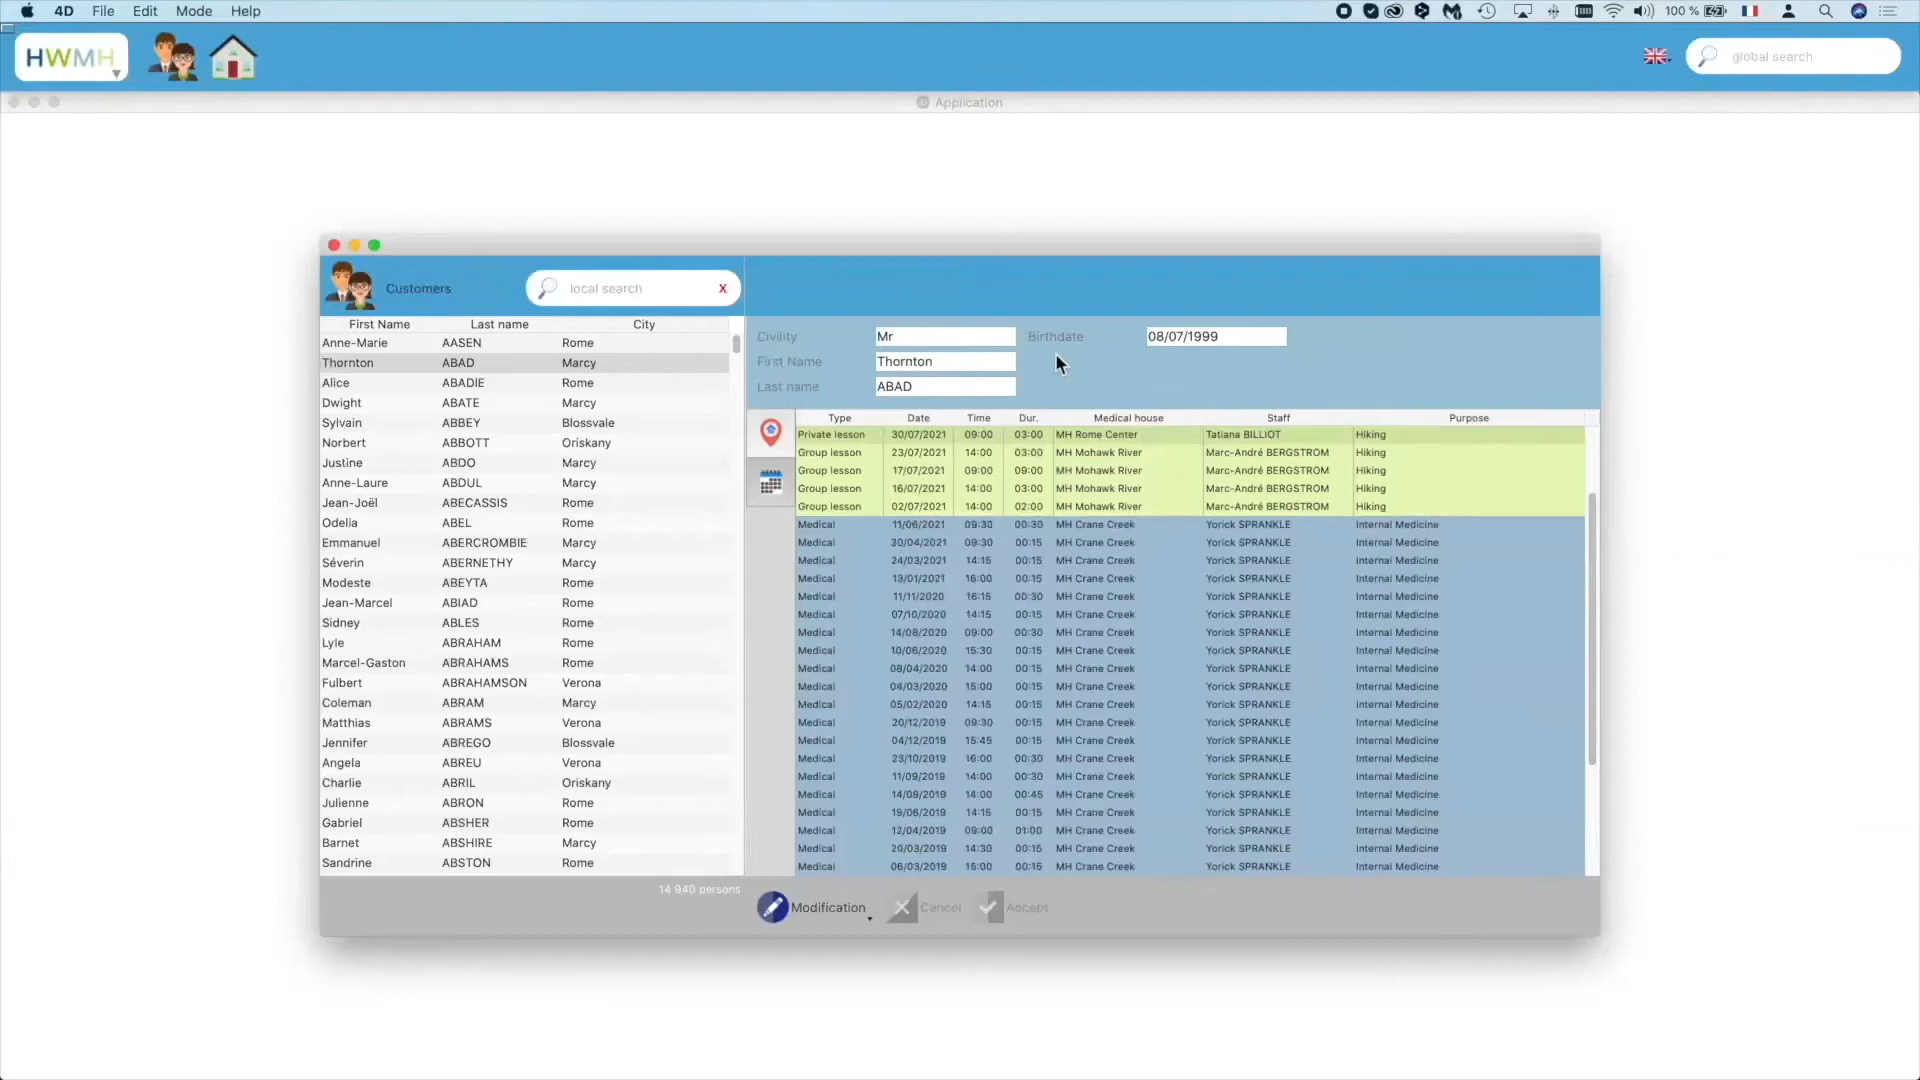 4D File Edit Mode Help 100 %
HWMH global search
Application
Customers local search X
First Name Last name City
Anne-Marie AASEN Rome
Thornton ABAD Marcy
Alice ABADIE Rome
Dwight ABATE Marcy
Sylvain ABBEY Blossvale
Norbert ABBOTT Oriskany
Justine ABDO Marcy
Anne-Laure ABDUL Marcy
Jean-Joël ABECASSIS Rome
Odelia ABEL Rome
Emmanuel ABERCROMBIE Marcy
Séverin ABERNETHY Marcy
Modeste ABEYTA Rome
Jean-Marcel ABIAD Rome
Sidney ABLES Rome
Lyle ABRAHAM Rome
Marcel-Gaston ABRAHAMS Rome
Fulbert ABRAHAMSON Verona
Coleman ABRAM Marcy
Matthias ABRAMS Verona
Jennifer ABREGO Blossvale
Angela ABREU Verona
Charlie ABRIL Oriskany
Julienne ABRON Rome
Gabriel ABSHER Rome
Barnet ABSHIRE Marcy
Sandrine ABSTON Rome
14 940 persons
Civility Mr Birthdate 08/07/1999
First Name Thornton
Last name ABAD
Type Date Time Dur. Medical house Staff Purpose
Private lesson 30/07/2021 09:00 03:00 MH Rome Center Tatiana BILLIOT Hiking
Group lesson 23/07/2021 14:00 03:00 MH Mohawk River Marc-André BERGSTROM Hiking
Group lesson 17/07/2021 09:00 09:00 MH Mohawk River Marc-André BERGSTROM Hiking
Group lesson 16/07/2021 14:00 03:00 MH Mohawk River Marc-André BERGSTROM Hiking
Group lesson 02/07/2021 14:00 02:00 MH Mohawk River Marc-André BERGSTROM Hiking
Medical 11/06/2021 09:30 00:30 MH Crane Creek Yorick SPRANKLE Internal Medicine
Medical 30/04/2021 09:30 00:15 MH Crane Creek Yorick SPRANKLE Internal Medicine
Medical 24/03/2021 14:15 00:15 MH Crane Creek Yorick SPRANKLE Internal Medicine
Medical 13/01/2021 16:00 00:15 MH Crane Creek Yorick SPRANKLE Internal Medicine
Medical 11/11/2020 16:15 00:30 MH Crane Creek Yorick SPRANKLE Internal Medicine
Medical 07/10/2020 14:15 00:15 MH Crane Creek Yorick SPRANKLE Internal Medicine
Medical 14/08/2020 09:00 00:30 MH Crane Creek Yorick SPRANKLE Internal Medicine
Medical 10/06/2020 15:30 00:15 MH Crane Creek Yorick SPRANKLE Internal Medicine
Medical 08/04/2020 14:00 00:15 MH Crane Creek Yorick SPRANKLE Internal Medicine
Medical 04/03/2020 15:00 00:15 MH Crane Creek Yorick SPRANKLE Internal Medicine
Medical 05/02/2020 14:15 00:15 MH Crane Creek Yorick SPRANKLE Internal Medicine
Medical 20/12/2019 09:30 00:15 MH Crane Creek Yorick SPRANKLE Internal Medicine
Medical 04/12/2019 15:45 00:15 MH Crane Creek Yorick SPRANKLE Internal Medicine
Medical 23/10/2019 16:00 00:30 MH Crane Creek Yorick SPRANKLE Internal Medicine
Medical 11/09/2019 14:00 00:30 MH Crane Creek Yorick SPRANKLE Internal Medicine
Medical 14/08/2019 14:00 00:45 MH Crane Creek Yorick SPRANKLE Internal Medicine
Medical 19/06/2019 14:15 00:15 MH Crane Creek Yorick SPRANKLE Internal Medicine
Medical 12/04/2019 09:00 01:00 MH Crane Creek Yorick SPRANKLE Internal Medicine
Medical 20/03/2019 14:30 00:15 MH Crane Creek Yorick SPRANKLE Internal Medicine
Medical 06/03/2019 15:00 00:15 MH Crane Creek Yorick SPRANKLE Internal Medicine
Modification Cancel Accept